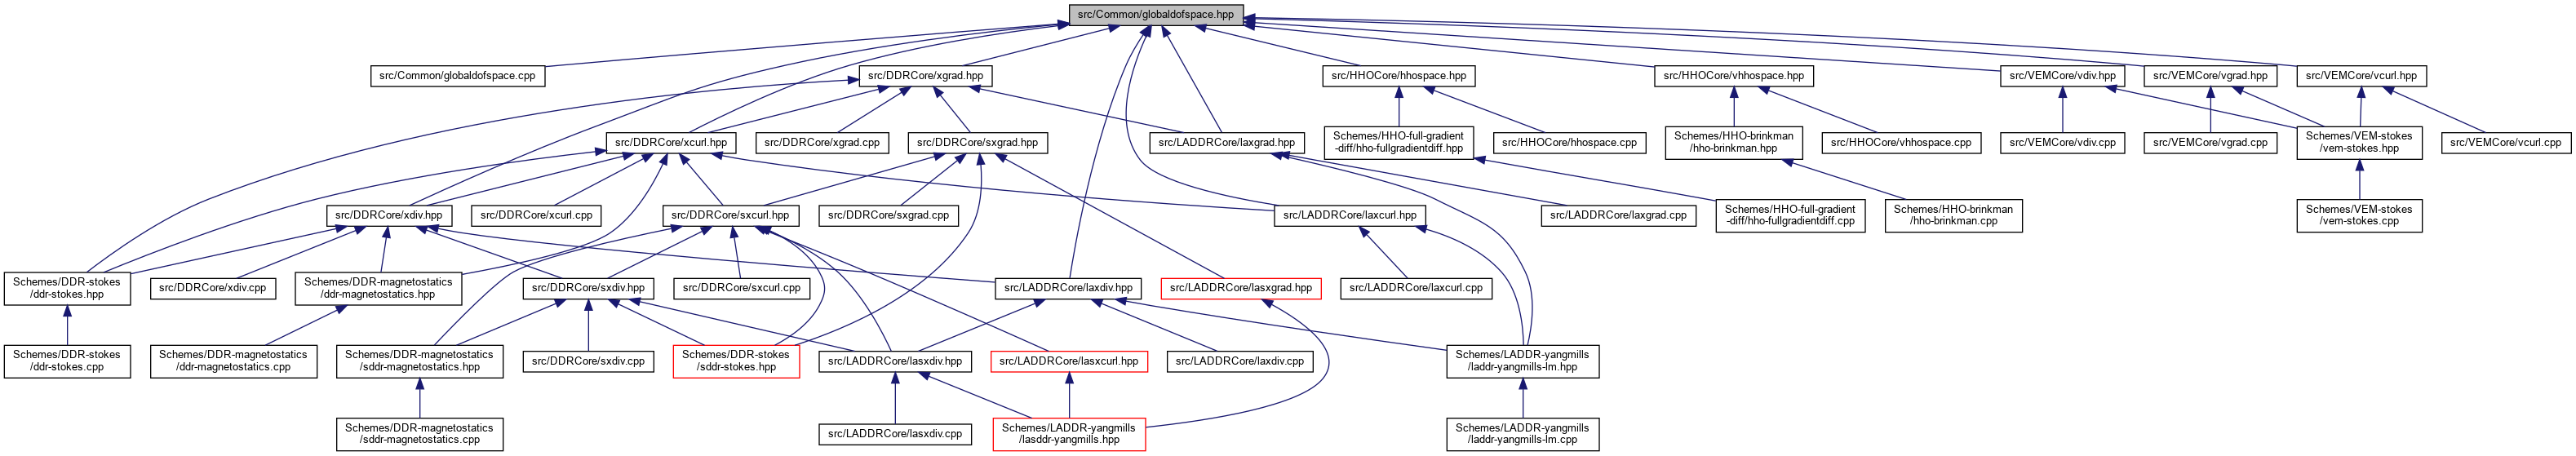 src/Common/globaldofspace.hpp
src/Common/globaldofspace.cpp
src/DDRCore/xgrad.hpp
src/HHOCore/hhospace.hpp
src/HHOCore/vhhospace.hpp
src/VEMCore/vdiv.hpp
src/VEMCore/vgrad.hpp
src/VEMCore/vcurl.hpp
src/DDRCore/xcurl.hpp
src/DDRCore/xgrad.cpp
src/DDRCore/sxgrad.hpp
src/LADDRCore/laxgrad.hpp
Schemes/HHO-full-gradient
-diff/hho-fullgradientdiff.hpp
src/HHOCore/hhospace.cpp
Schemes/HHO-brinkman
/hho-brinkman.hpp
src/HHOCore/vhhospace.cpp
src/VEMCore/vdiv.cpp
src/VEMCore/vgrad.cpp
Schemes/VEM-stokes
/vem-stokes.hpp
src/VEMCore/vcurl.cpp
src/DDRCore/xdiv.hpp
src/DDRCore/xcurl.cpp
src/DDRCore/sxcurl.hpp
src/DDRCore/sxgrad.cpp
src/LADDRCore/laxcurl.hpp
src/LADDRCore/laxgrad.cpp
Schemes/HHO-full-gradient
-diff/hho-fullgradientdiff.cpp
Schemes/HHO-brinkman
/hho-brinkman.cpp
Schemes/VEM-stokes
/vem-stokes.cpp
Schemes/DDR-stokes
/ddr-stokes.hpp
src/DDRCore/xdiv.cpp
Schemes/DDR-magnetostatics
/ddr-magnetostatics.hpp
src/DDRCore/sxdiv.hpp
src/DDRCore/sxcurl.cpp
src/LADDRCore/laxdiv.hpp
src/LADDRCore/lasxgrad.hpp
src/LADDRCore/laxcurl.cpp
Schemes/DDR-stokes
/ddr-stokes.cpp
Schemes/DDR-magnetostatics
/ddr-magnetostatics.cpp
Schemes/DDR-magnetostatics
/sddr-magnetostatics.hpp
src/DDRCore/sxdiv.cpp
Schemes/DDR-stokes
/sddr-stokes.hpp
src/LADDRCore/lasxdiv.hpp
src/LADDRCore/lasxcurl.hpp
src/LADDRCore/laxdiv.cpp
Schemes/LADDR-yangmills
/laddr-yangmills-lm.hpp
Schemes/DDR-magnetostatics
/sddr-magnetostatics.cpp
src/LADDRCore/lasxdiv.cpp
Schemes/LADDR-yangmills
/lasddr-yangmills.hpp
Schemes/LADDR-yangmills
/laddr-yangmills-lm.cpp